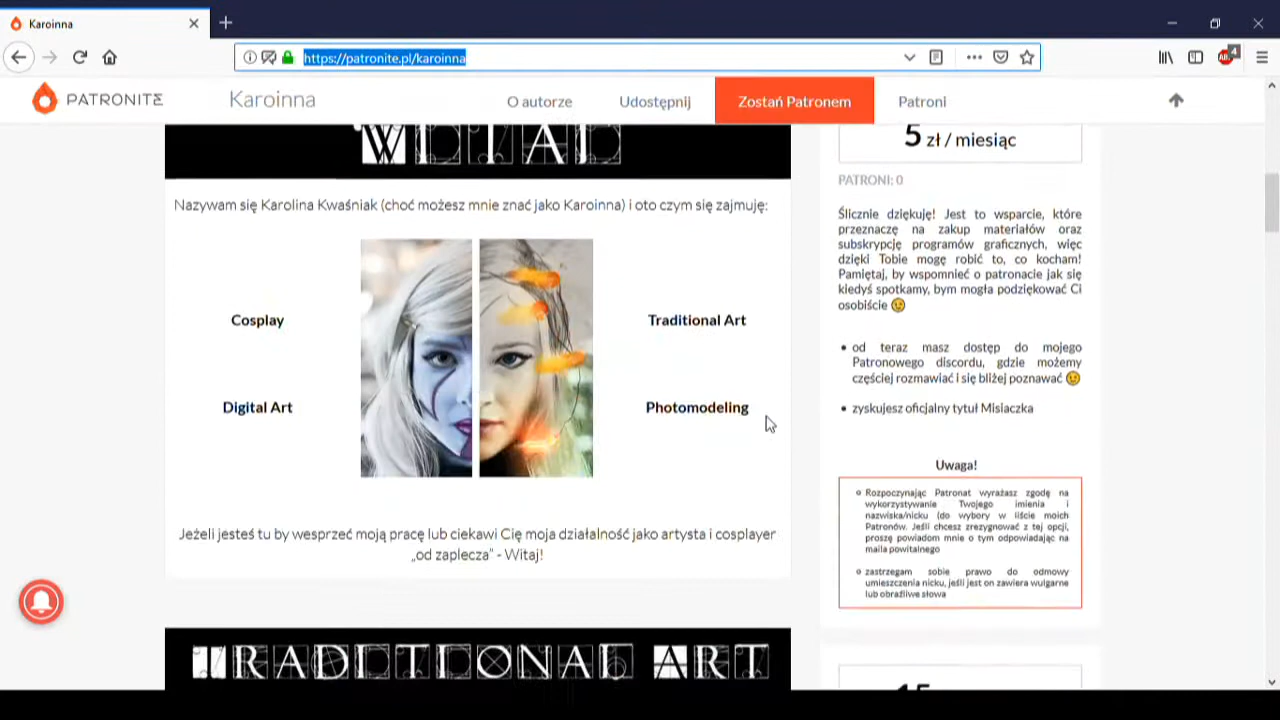 Karoinna
https://patronite.pl/karoinna
4
PATRONITE
Karoinna
O autorze
Udostępnij
Zostań Patronem
Patroni
WITAJ
Nazywam się Karolina Kwaśniak (choć możesz mnie znać jako Karoinna) i oto czym się zajmuję:
Cosplay
Traditional Art
Digital Art
Photomodeling
Jeżeli jesteś tu by wesprzeć moją pracę lub ciekawi Cię moja działalność jako artysta i cosplayer
„od zaplecza" - Witaj!
TRADITIONAL ART
5 zł / miesiąc
PATRONI: 0
Ślicznie dziękuję! Jest to wsparcie, które
przeznaczę na zakup materiałów oraz
subskrypcję programów graficznych, więc
dzięki Tobie mogę robić to, co kocham!
Pamiętaj, by wspomnieć o patronacie jak się
kiedyś spotkamy, bym mogła podziękować Ci
osobiście
• od teraz masz dostęp do mojego
Patronowego discordu, gdzie możemy
częściej rozmawiać i się bliżej poznawać
• zyskujesz oficjalny tytuł Misiaczka
Uwaga!
Rozpoczynając Patronat wyrażasz zgodę na
wykorzystywanie Twojego imienia i
nazwiska/nicku (do wyboru w liście moich
Patronów. Jeśli chcesz zrezygnować z tej opcji,
proszę powiadom mnie o tym odpowiadając na
maila powitalnego
zastrzegam sobie prawo do odmowy
umieszczenia nicku, jeśli jest on zawiera wulgarne
lub obraźliwe słowa